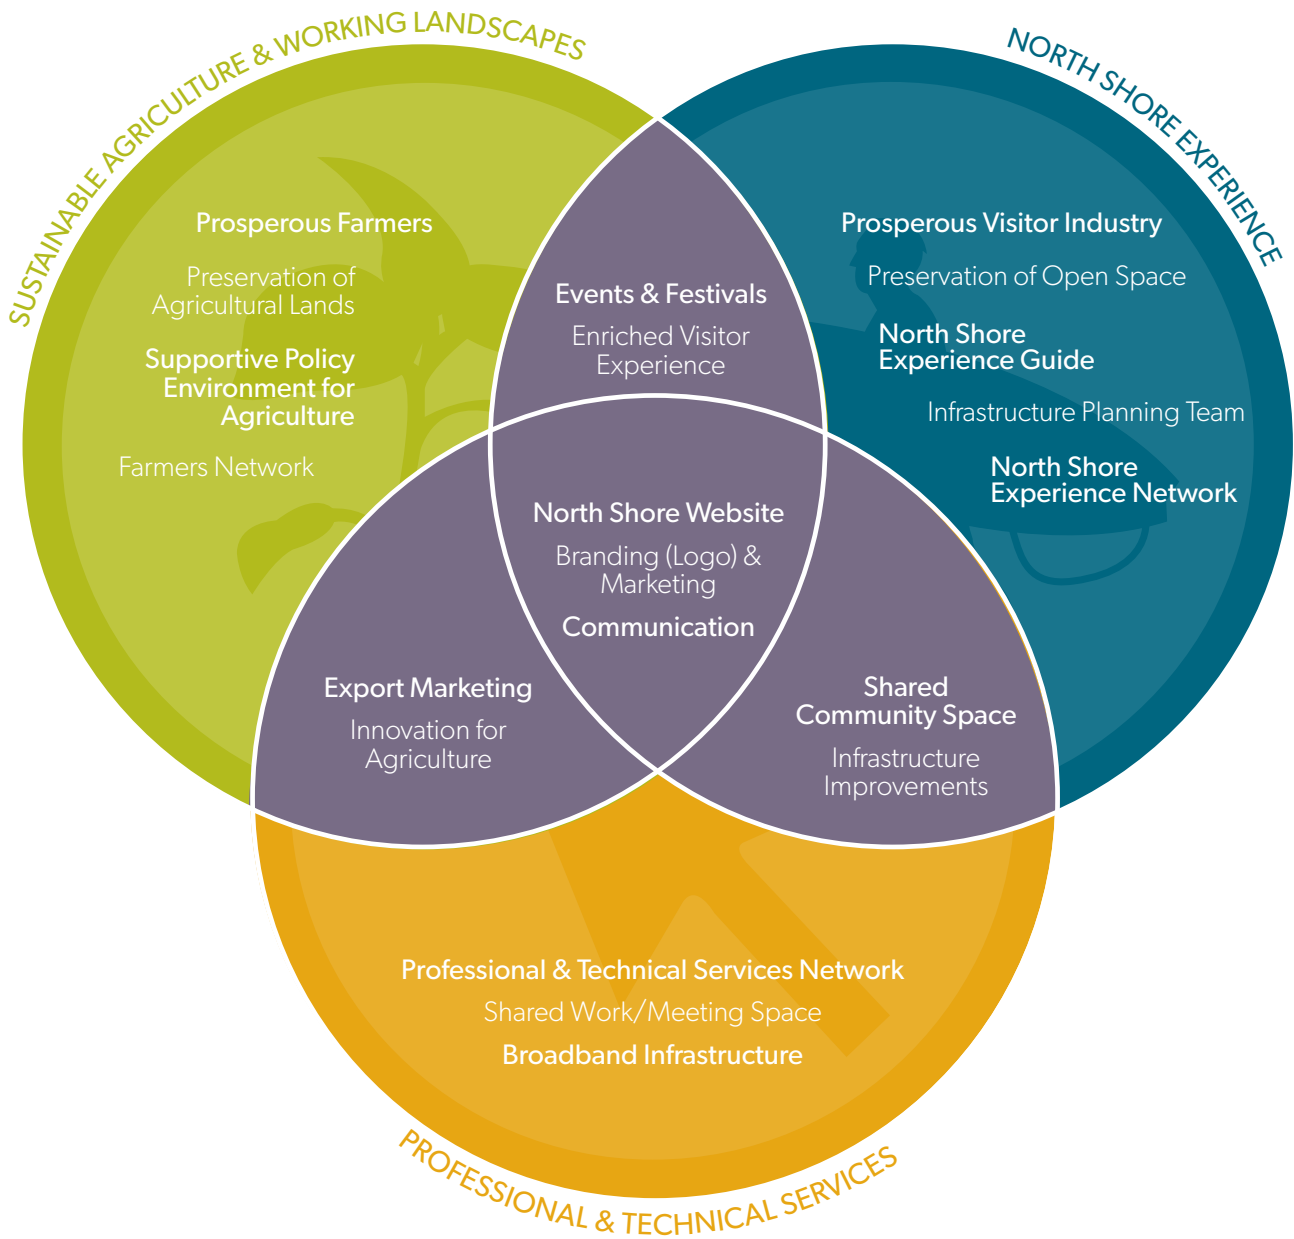 SUSTAINABLE AGRICULTURE & WORKING LANDSCAPES
NORTH SHORE EXPERIENCE
Prosperous Farmers
Preservation of
Agricultural Lands
Supportive Policy
Environment for
Agriculture
Farmers Network
Events & Festivals
Enriched Visitor
Experience
Prosperous Visitor Industry
Preservation of Open Space
North Shore
Experience Guide
Infrastructure Planning Team
North Shore
Experience Network
North Shore Website
Branding (Logo) &
Marketing
Communication
Export Marketing
Innovation for
Agriculture
Shared
Community Space
Infrastructure
Improvements
Professional & Technical Services Network
Shared Work/Meeting Space
Broadband Infrastructure
PROFESSIONAL & TECHNICAL SERVICES